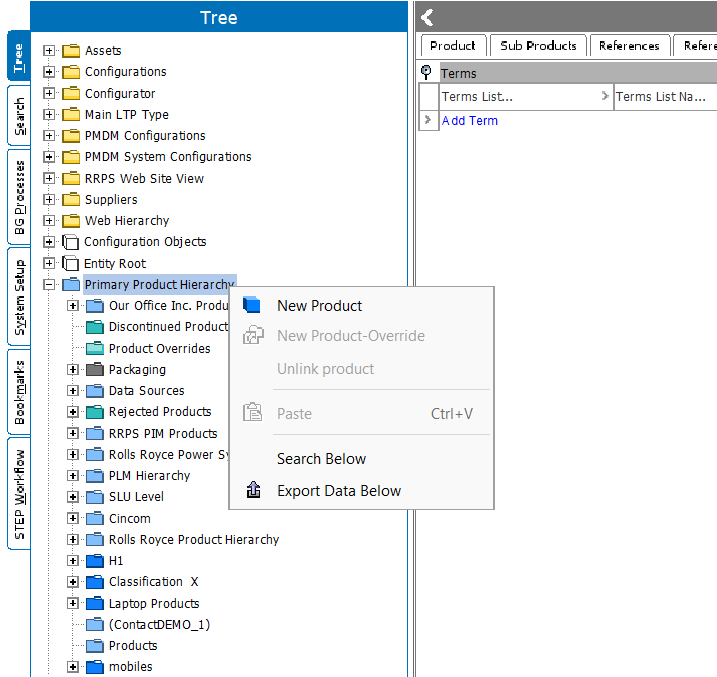 Tree
Tree
Search
BG Processes
System Setup
Bookmarks
STEP Workflow
Assets
Configurations
Configurator
Main LTP Type
PMDM Configurations
PMDM System Configurations
RRPS Web Site View
Suppliers
Web Hierarchy
Configuration Objects
Entity Root
Primary Product Hierarchy
Our Office Inc. Produ
Discontinued Product
Product Overrides
Packaging
Data Sources
Rejected Products
RRPS PIM Products
Rolls Royce Power Sy
PLM Hierarchy
SLU Level
Cincom
Rolls Royce Product Hierarchy
H1
Classification X
Laptop Products
(ContactDEMO_1)
Products
mobiles
New Product
New Product-Override
Unlink product
Paste Ctrl+V
Search Below
Export Data Below
Product Sub Products References Refere
Terms
Terms List... > Terms List Na...
> Add Term